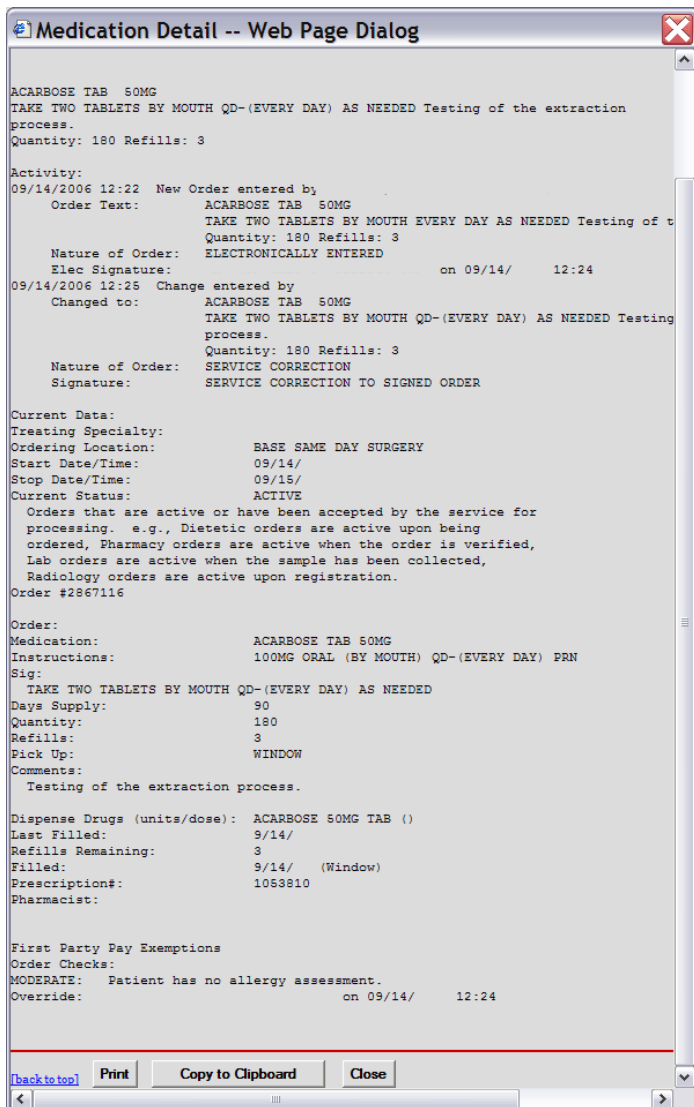 Medication Detail -- Web Page Dialog
ACARBOSE TAB  50MG
TAKE TWO TABLETS BY MOUTH QD-(EVERY DAY) AS NEEDED Testing of the extraction
process.
Quantity: 180 Refills: 3
Activity:
09/14/2006 12:22  New Order entered by
Order Text:          ACARBOSE TAB  50MG
TAKE TWO TABLETS BY MOUTH EVERY DAY AS NEEDED Testing of t
Quantity: 180 Refills: 3
Nature of Order:   ELECTRONICALLY ENTERED
Elec Signature:                                    on 09/14/      12:24
09/14/2006 12:25  Change entered by
Changed to:          ACARBOSE TAB  50MG
TAKE TWO TABLETS BY MOUTH QD-(EVERY DAY) AS NEEDED Testing
process.
Quantity: 180 Refills: 3
Nature of Order:   SERVICE CORRECTION
Signature:         SERVICE CORRECTION TO SIGNED ORDER
Current Data:
Treating Specialty:
Ordering Location:            BASE SAME DAY SURGERY
Start Date/Time:              09/14/
Stop Date/Time:               09/15/
Current Status:               ACTIVE
Orders that are active or have been accepted by the service for
processing.  e.g., Dietetic orders are active upon being
ordered, Pharmacy orders are active when the order is verified,
Lab orders are active when the sample has been collected,
Radiology orders are active upon registration.
Order #2867116
Order:
Medication:                   ACARBOSE TAB 50MG
Instructions:                 100MG ORAL (BY MOUTH) QD-(EVERY DAY) PRN
Sig:
TAKE TWO TABLETS BY MOUTH QD-(EVERY DAY) AS NEEDED
Days Supply:                  90
Quantity:                     180
Refills:                      3
Pick Up:                      WINDOW
Comments:
Testing of the extraction process.
Dispense Drugs (units/dose):  ACARBOSE 50MG TAB ()
Last Filled:                  9/14/
Refills Remaining:            3
Filled:                       9/14/   (Window)
Prescription#:                1053810
Pharmacist:
First Party Pay Exemptions
Order Checks:
MODERATE:   Patient has no allergy assessment.
Override:                                on 09/14/     12:24
[back to top] Print Copy to Clipboard Close